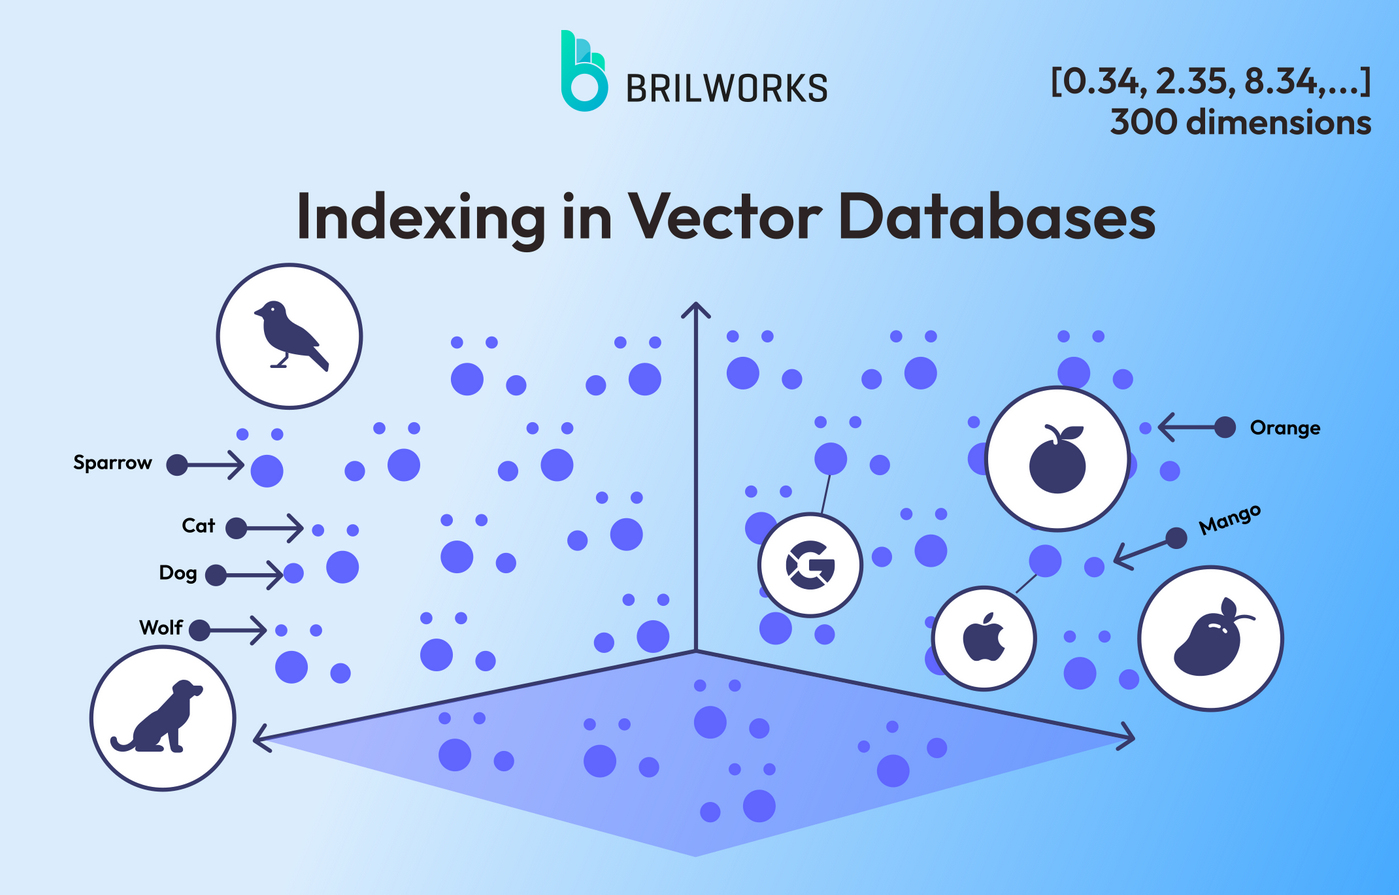 BRILWORKS
[0.34, 2.35, 8.34,...]
300 dimensions
Indexing in Vector Databases
Sparrow
Cat
Dog
Wolf
Orange
Mango
G